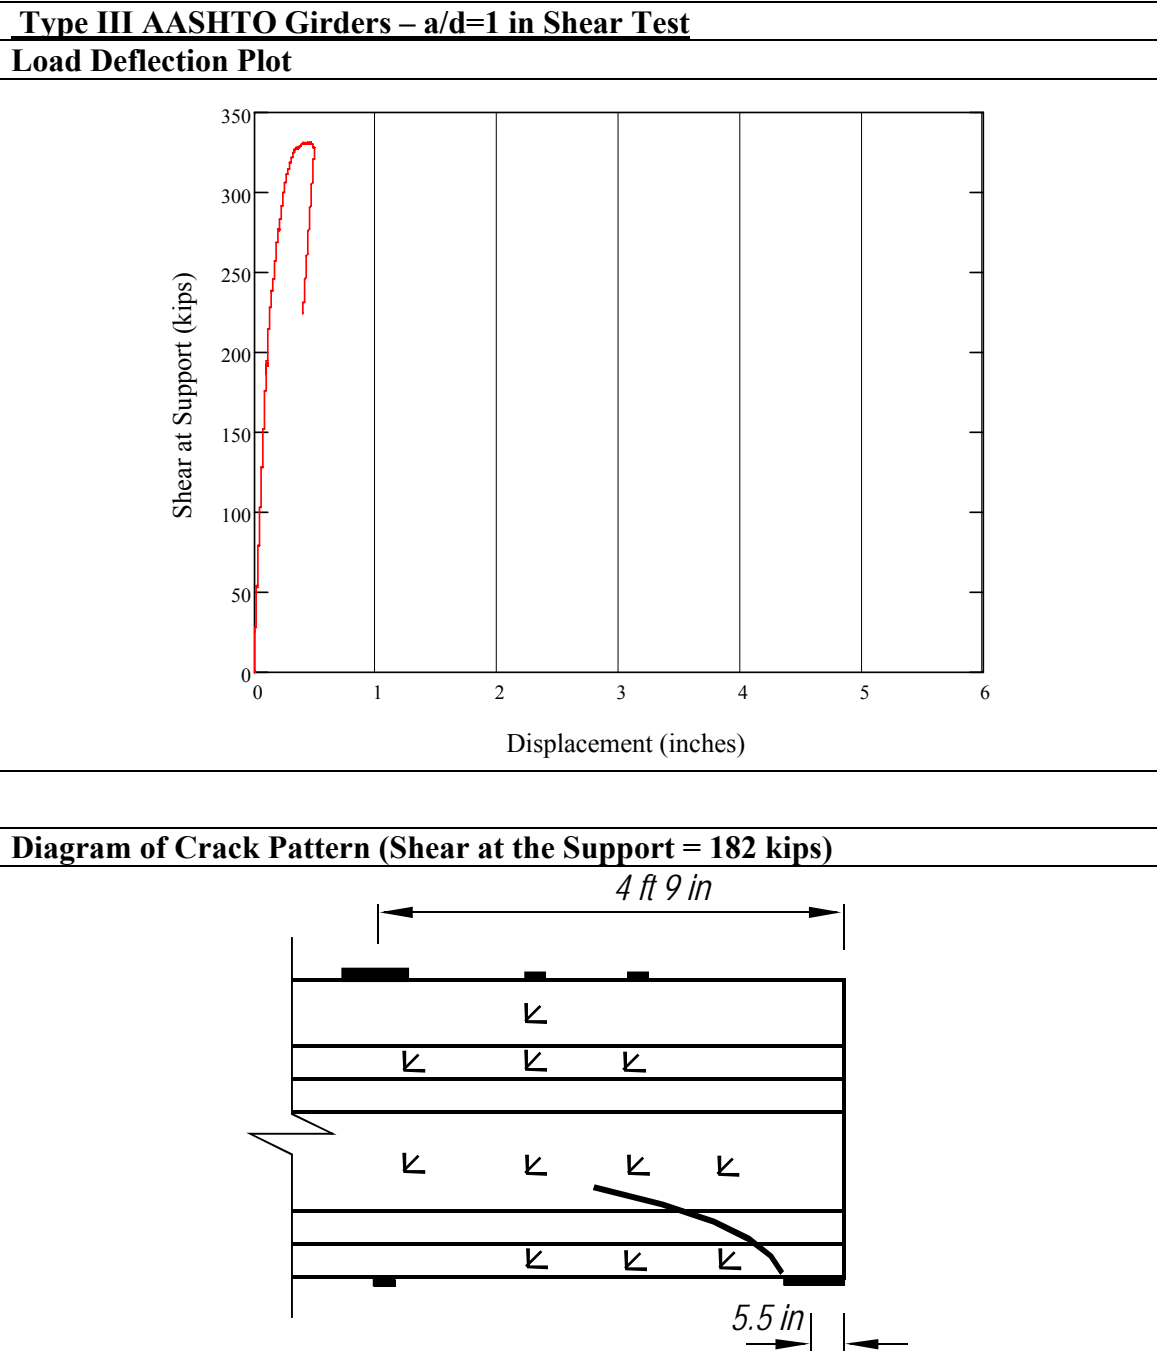 Type III AASHTO Girders – a/d=1 in Shear Test
Load Deflection Plot
350
300
250
200
150
100
50
0
Shear at Support (kips)
0 1 2 3 4 5 6
Displacement (inches)
Diagram of Crack Pattern (Shear at the Support = 182 kips)
4 ft 9 in
5.5 in